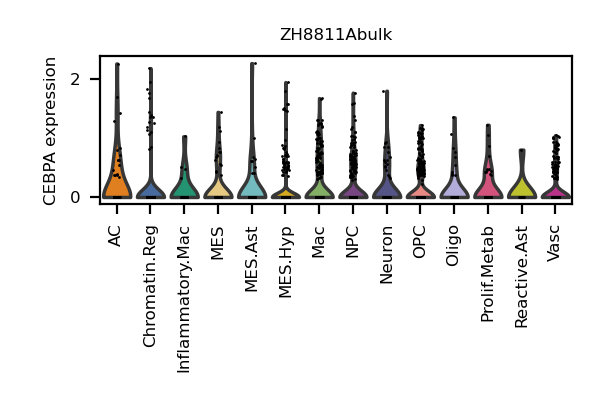 ZH8811Abulk
CEBPA expression
2
0
AC
Chromatin.Reg
Inflammatory.Mac
MES
MES.Ast
MES.Hyp
Mac
NPC
Neuron
OPC
Oligo
Prolif.Metab
Reactive.Ast
Vasc